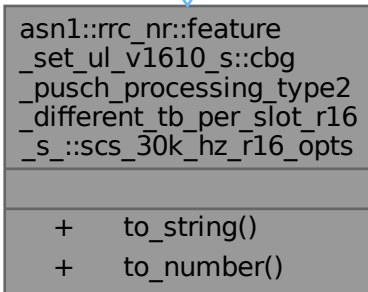 asn1::rrc_nr::feature
_set_ul_v1610_s::cbg
_pusch_processing_type2
_different_tb_per_slot_r16
_s_::scs_30k_hz_r16_opts
+ to_string()
+ to_number()